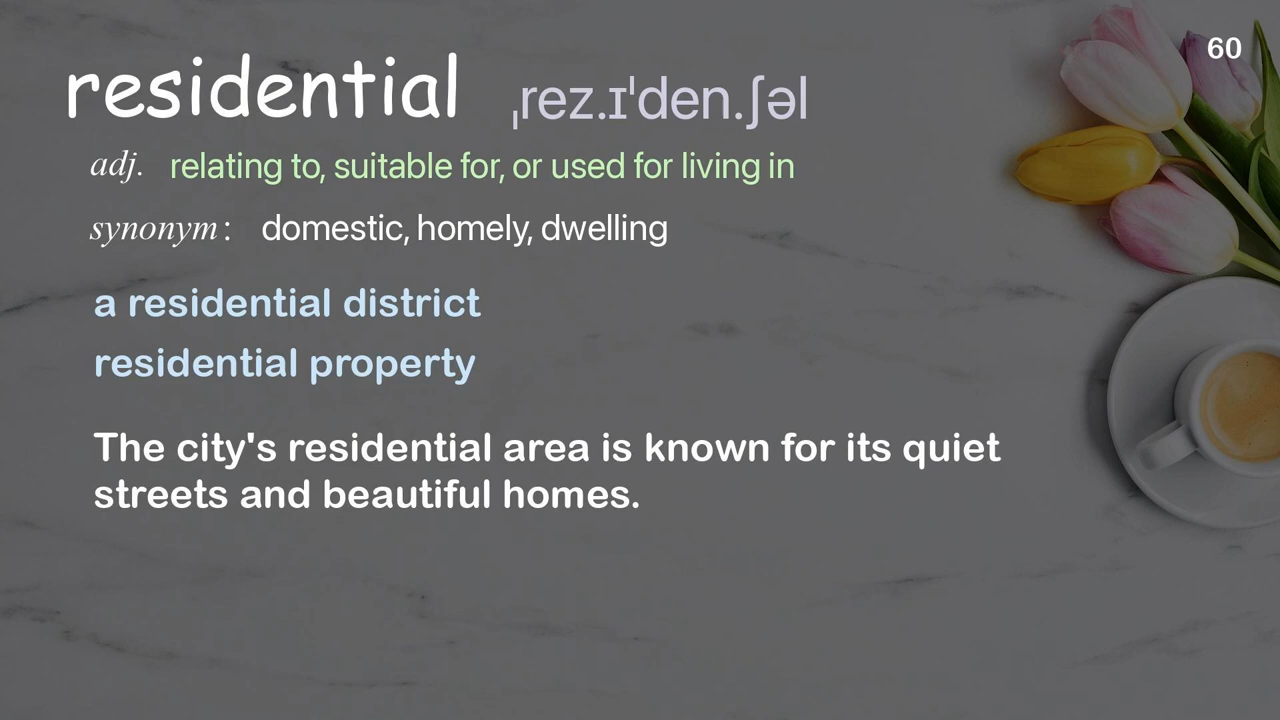 60
residential ˌrez.ɪˈden.ʃəl
adj. relating to, suitable for, or used for living in
synonym : domestic, homely, dwelling
a residential district
residential property
The city's residential area is known for its quiet
streets and beautiful homes.